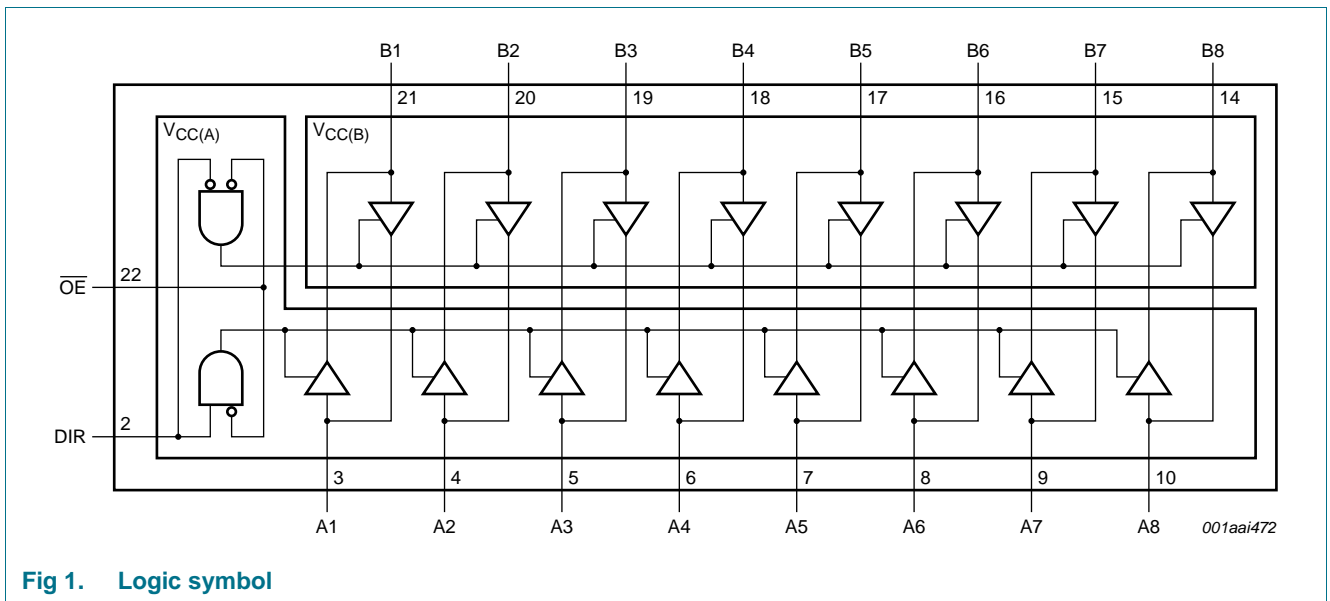 B1 B2 B3 B4 B5 B6 B7 B8
21 20 19 18 17 16 15 14
VCC(A) VCC(B)
OE 22
DIR 2
3 4 5 6 7 8 9 10
A1 A2 A3 A4 A5 A6 A7 A8 001aai472
Fig 1. Logic symbol